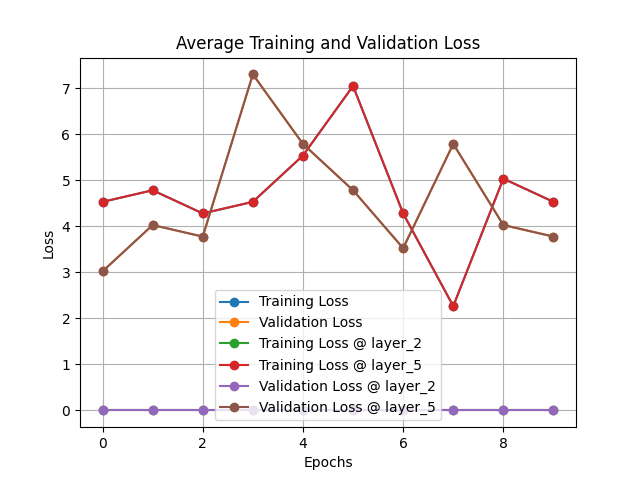 Average Training and Validation Loss
7
6
5
4
3
2
1
0
Loss
Training Loss
Validation Loss
Training Loss @ layer_2
Training Loss @ layer_5
Validation Loss @ layer_2
Validation Loss @ layer_5
0 2 4 6 8
Epochs